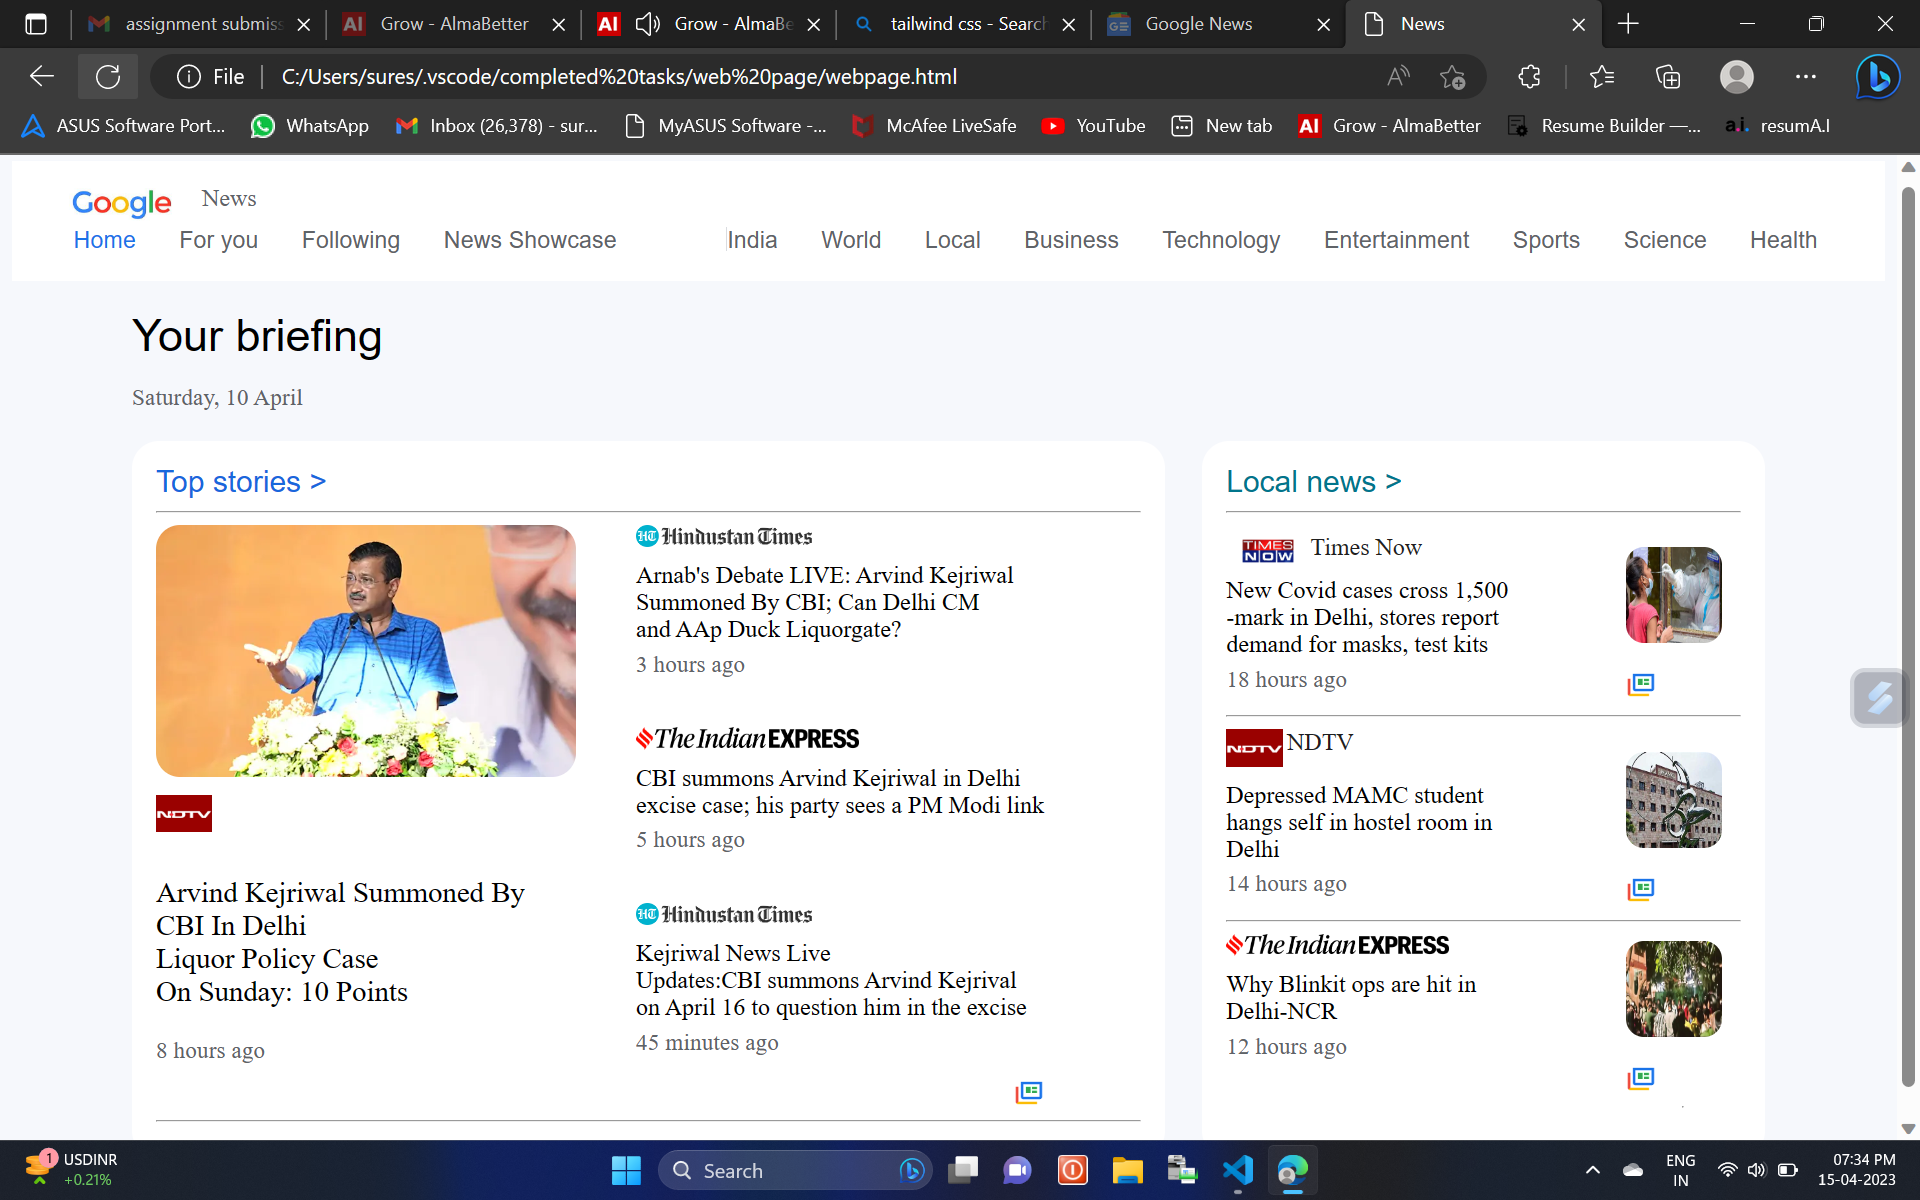 assignment submiss
Grow - AlmaBetter
Grow - AlmaBe
tailwind css - Search
Google News
News
File
C:/Users/sures/.vscode/completed%20tasks/web%20page/webpage.html
ASUS Software Port...
WhatsApp
Inbox (26,378) - sur...
MyASUS Software -...
McAfee LiveSafe
YouTube
New tab
AI
Grow - AlmaBetter
Resume Builder —...
a.i.
resumA.I
Google News
Home
For you
Following
News Showcase
India
World
Local
Business
Technology
Entertainment
Sports
Science
Health
Your briefing
Saturday, 10 April
Top stories >
NDTV
Arvind Kejriwal Summoned By
CBI In Delhi
Liquor Policy Case
On Sunday: 10 Points
8 hours ago
HT Hindustan Times
Arnab's Debate LIVE: Arvind Kejriwal
Summoned By CBI; Can Delhi CM
and AAp Duck Liquorgate?
3 hours ago
The Indian EXPRESS
CBI summons Arvind Kejriwal in Delhi
excise case; his party sees a PM Modi link
5 hours ago
HT Hindustan Times
Kejriwal News Live
Updates:CBI summons Arvind Kejrival
on April 16 to question him in the excise
45 minutes ago
Local news >
TIMES NOW Times Now
New Covid cases cross 1,500
-mark in Delhi, stores report
demand for masks, test kits
18 hours ago
NDTV NDTV
Depressed MAMC student
hangs self in hostel room in
Delhi
14 hours ago
The Indian EXPRESS
Why Blinkit ops are hit in
Delhi-NCR
12 hours ago
1
USDINR
+0.21%
Search
ENG
IN
07:34 PM
15-04-2023